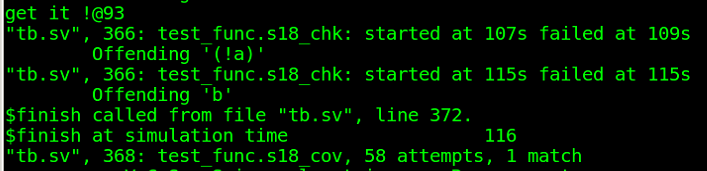 get it !@93
"tb.sv", 366: test_func.s18_chk: started at 107s failed at 109s
        Offending '(!a)'
"tb.sv", 366: test_func.s18_chk: started at 115s failed at 115s
        Offending 'b'
$finish called from file "tb.sv", line 372.
$finish at simulation time                  116
"tb.sv", 368: test_func.s18_cov, 58 attempts, 1 match